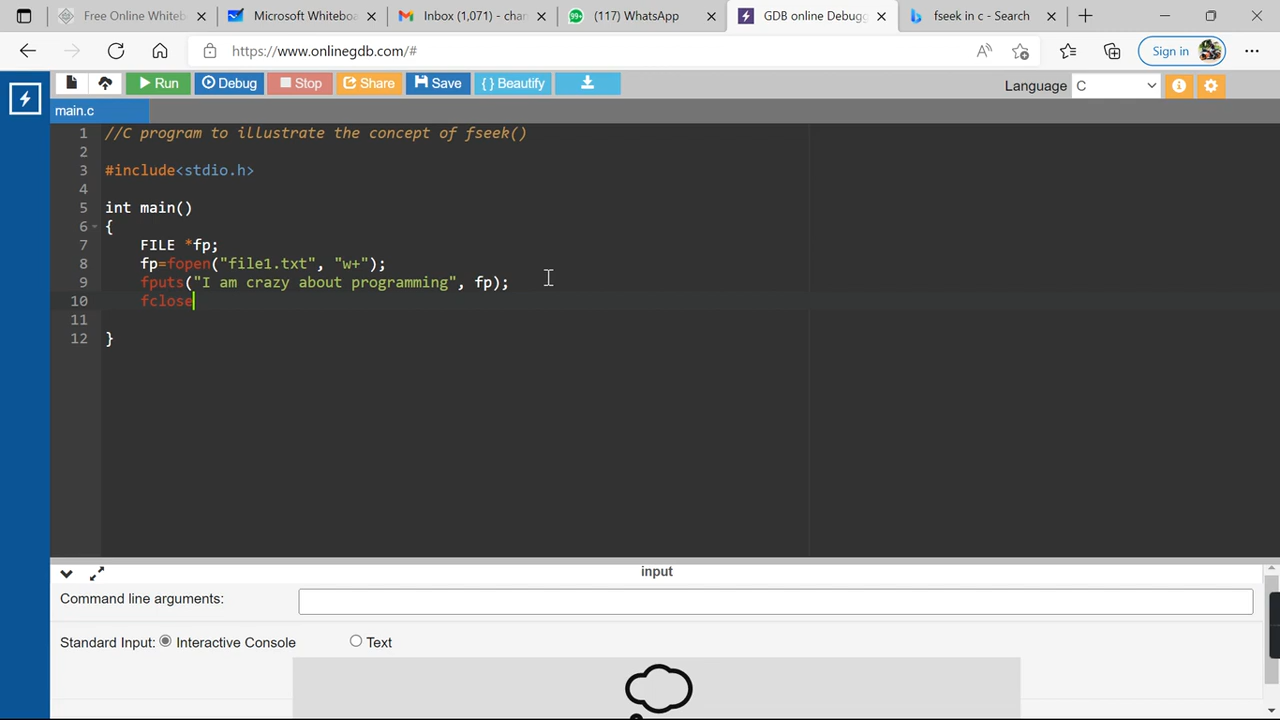 Free Online Whiteb
Microsoft Whiteboa
Inbox (1,071) - chan
99+
(117) WhatsApp
GDB online Debugg
fseek in c - Search
https://www.onlinegdb.com/#
A
Sign in
Run
Debug
Stop
Share
Save
{ } Beautify
Language
C
i
main.c
1 //C program to illustrate the concept of fseek()
2
3 #include<stdio.h>
4
5 int main()
6 {
7 FILE *fp;
8 fp=fopen("file1.txt", "w+");
9 fputs("I am crazy about programming", fp);
10 fclose
11
12 }
input
Command line arguments:
Standard Input: Interactive Console Text